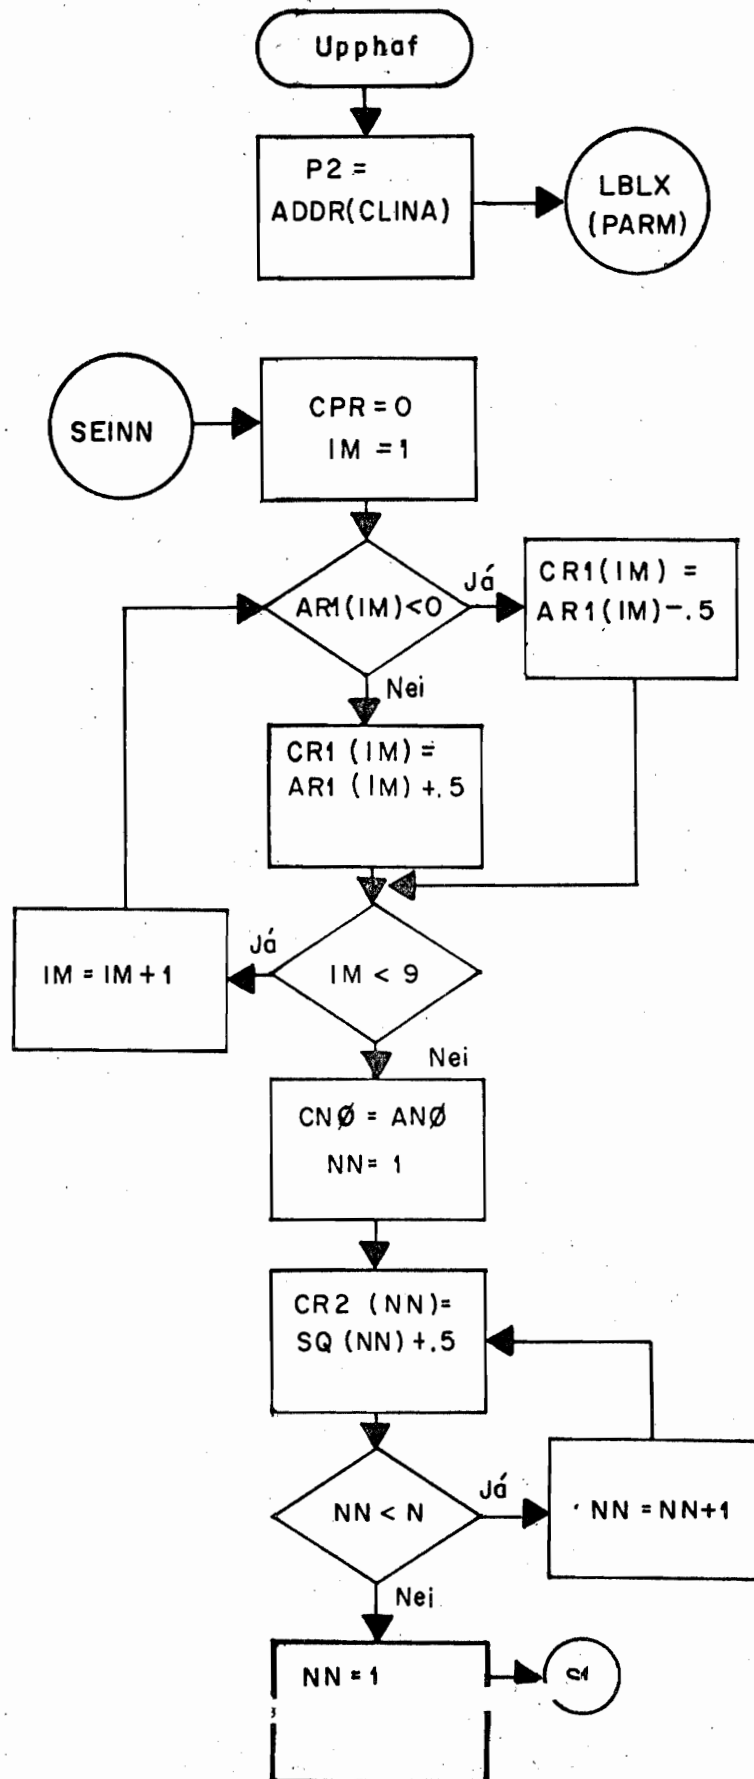 Upphaf
P2 =
ADDR(CLINA)
LBLX
(PARM)
SEINN
CPR = 0
IM = 1
AR1(IM)<0
Já
CR1(IM) =
AR1(IM)-.5
Nei
CR1 (IM) =
AR1 (IM) +.5
IM < 9
Já
IM = IM+1
Nei
CNØ = ANØ
NN= 1
CR2 (NN)=
SQ (NN)+.5
NN < N
Já
NN = NN+1
Nei
NN = 1